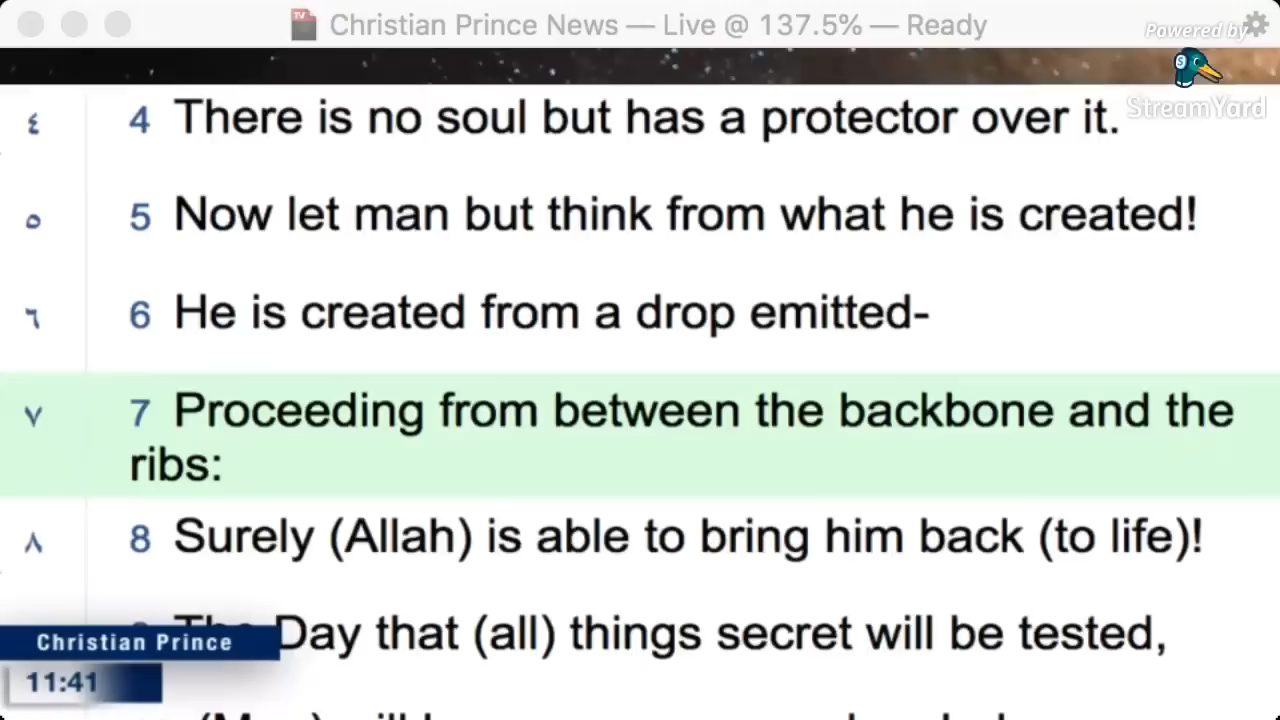 Christian Prince News — Live @ 137.5% — Ready
Powered by
StreamYard
٤ 4 There is no soul but has a protector over it.
٥ 5 Now let man but think from what he is created!
٦ 6 He is created from a drop emitted-
٧ 7 Proceeding from between the backbone and the
ribs:
٨ 8 Surely (Allah) is able to bring him back (to life)!
Day that (all) things secret will be tested,
Christian Prince
11:41